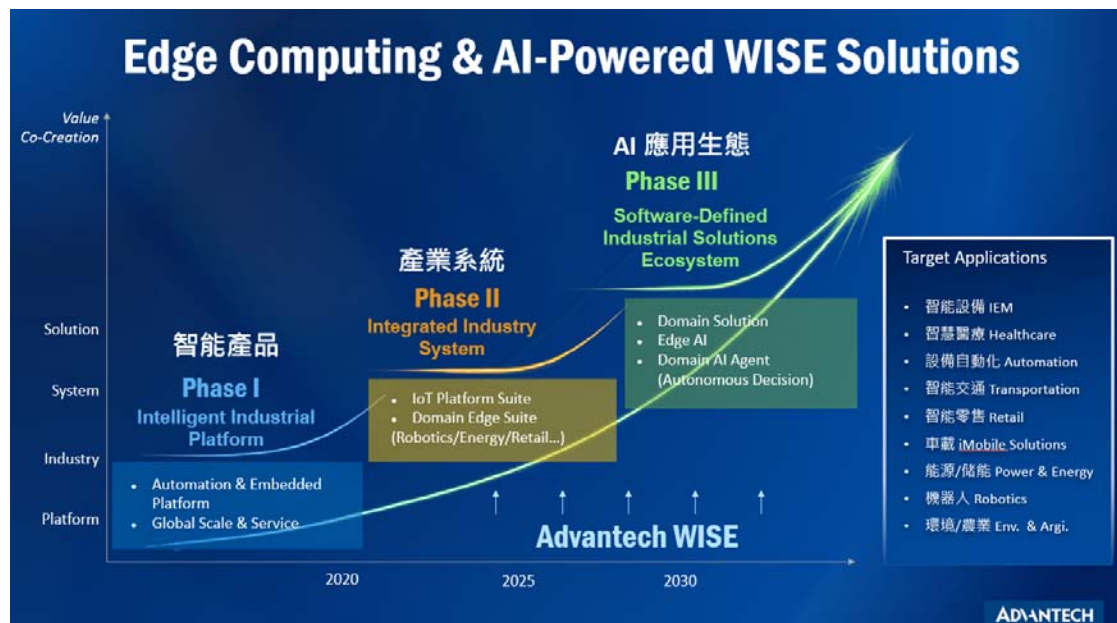 Edge Computing & AI-Powered WISE Solutions
Value
Co-Creation
Solution
System
Industry
Platform
智能產品
Phase I
Intelligent Industrial
Platform
• Automation & Embedded
Platform
• Global Scale & Service
產業系統
Phase II
Integrated Industry
System
• IoT Platform Suite
• Domain Edge Suite
(Robotics/Energy/Retail...)
AI 應用生態
Phase III
Software-Defined
Industrial Solutions
Ecosystem
• Domain Solution
• Edge AI
• Domain AI Agent
(Autonomous Decision)
Advantech WISE
2020
2025
2030
Target Applications
• 智能設備 IEM
• 智慧醫療 Healthcare
• 設備自動化 Automation
• 智能交通 Transportation
• 智能零售 Retail
• 車載 iMobile Solutions
• 能源/儲能 Power & Energy
• 機器人 Robotics
• 環境/農業 Env. & Argi.
ADVANTECH